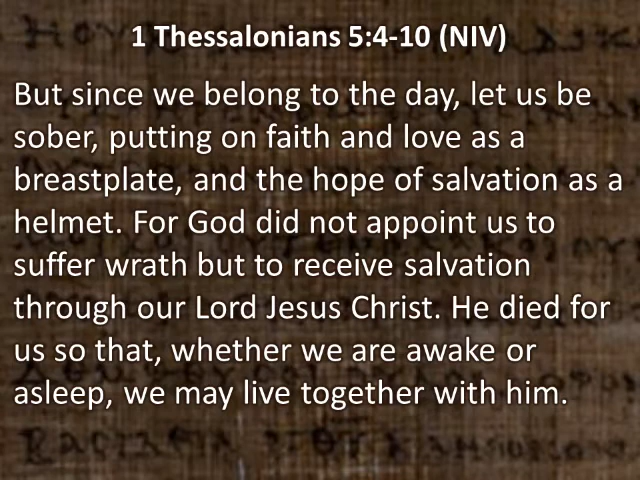 1 Thessalonians 5:4-10 (NIV)
But since we belong to the day, let us be
sober, putting on faith and love as a
breastplate, and the hope of salvation as a
helmet. For God did not appoint us to
suffer wrath but to receive salvation
through our Lord Jesus Christ. He died for
us so that, whether we are awake or
asleep, we may live together with him.